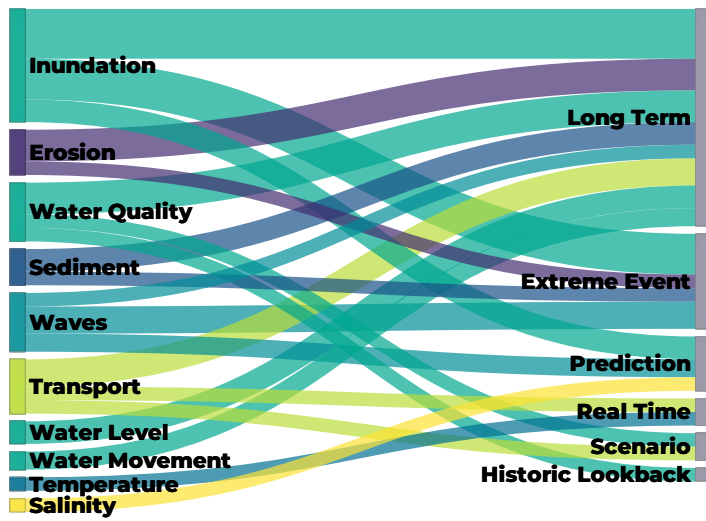 Inundation
Erosion
Water Quality
Sediment
Waves
Transport
Water Level
Water Movement
Temperature
Salinity
Long Term
Extreme Event
Prediction
Real Time
Scenario
Historic Lookback